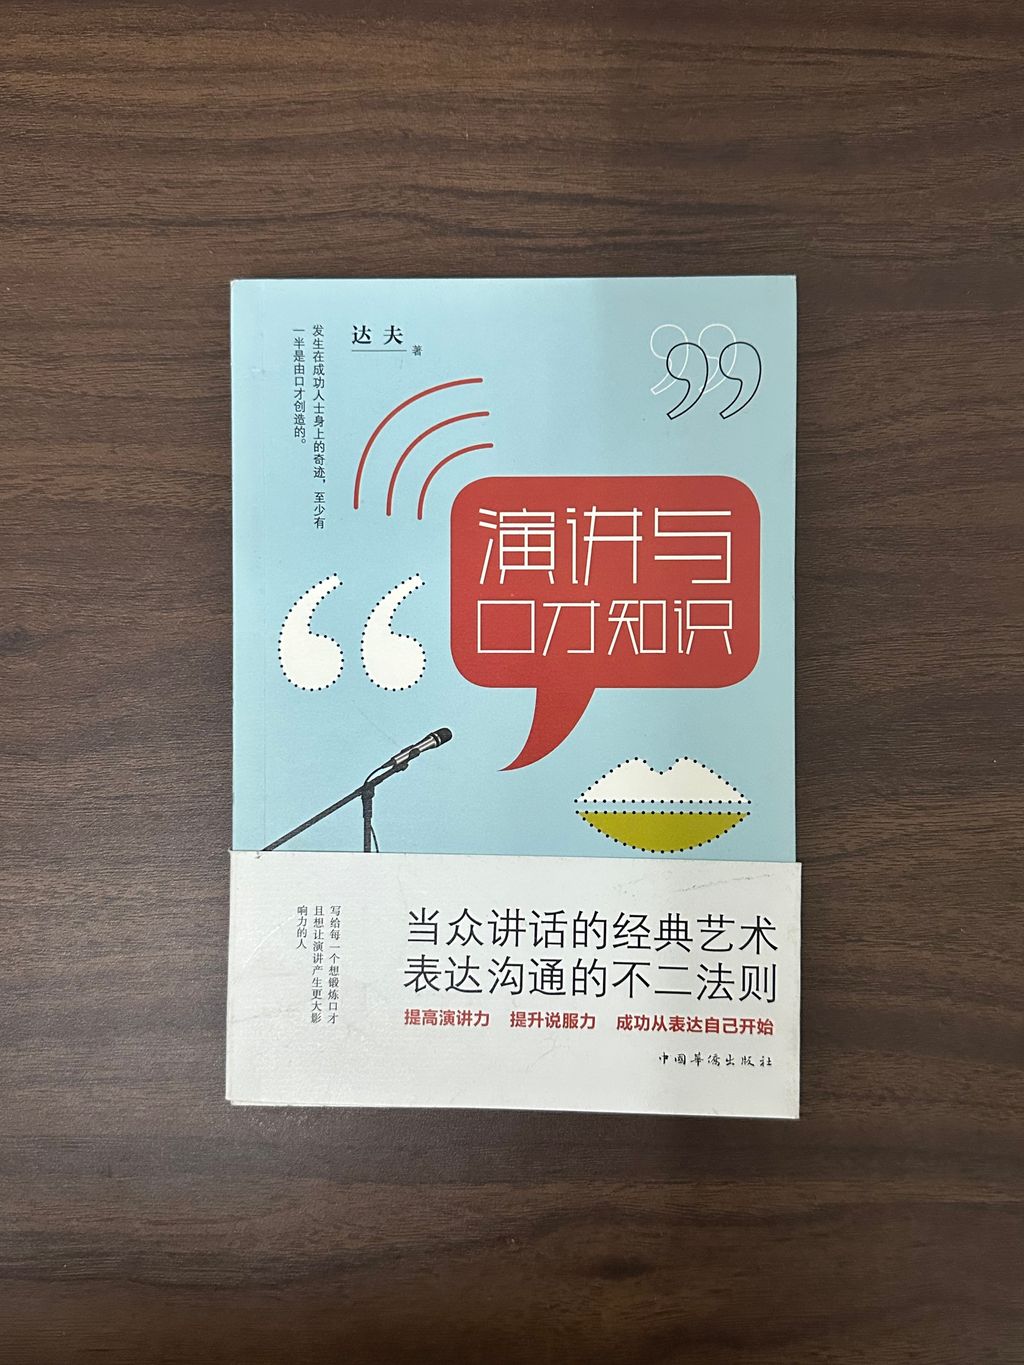 达夫 著
发生在成功人士身上的奇迹，至少有
一半是由口才创造的。
演讲与
口才知识
写给每一个想锻炼口才
且想让演讲产生更大影
响力的人
当众讲话的经典艺术
表达沟通的不二法则
提高演讲力 提升说服力 成功从表达自己开始
中国华侨出版社